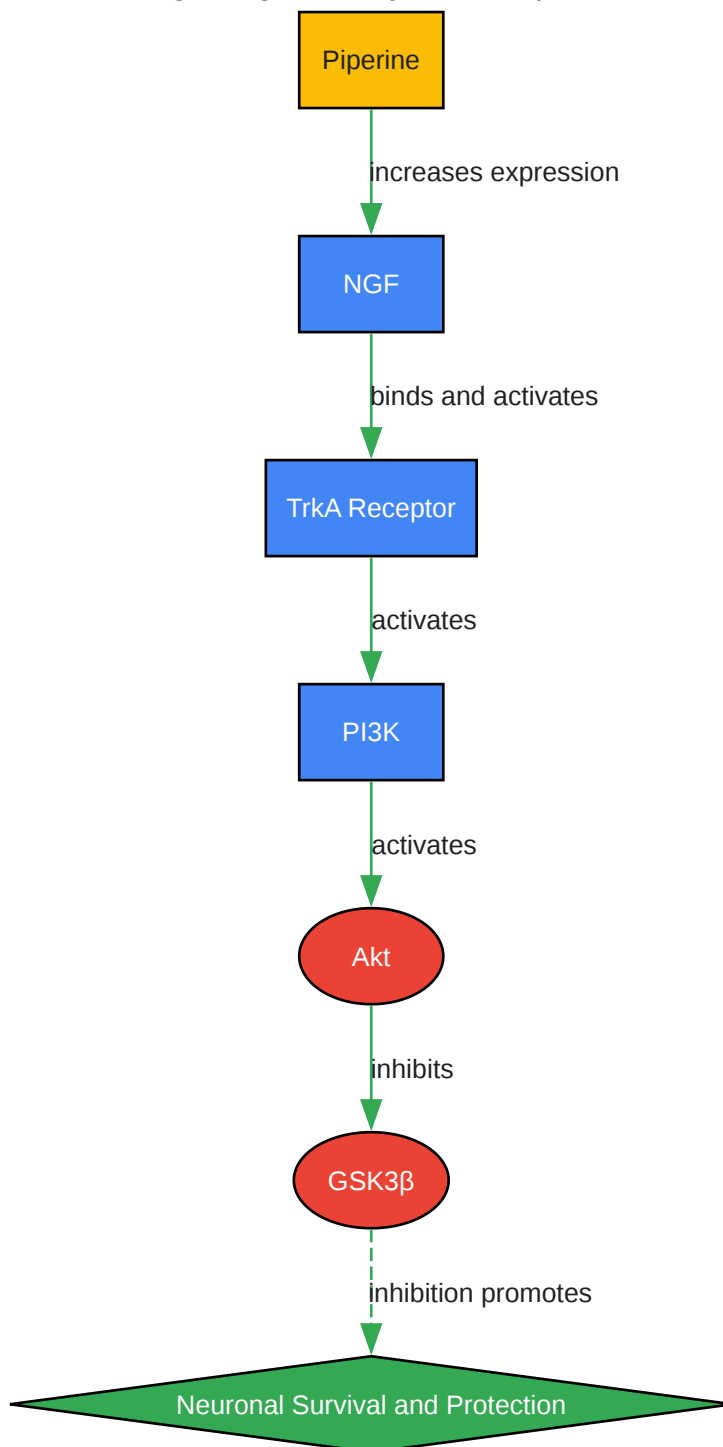 Piperine
increases expression
NGF
binds and activates
TrkA Receptor
activates
PI3K
activates
Akt
inhibits
GSK3β
inhibition promotes
Neuronal Survival and Protection